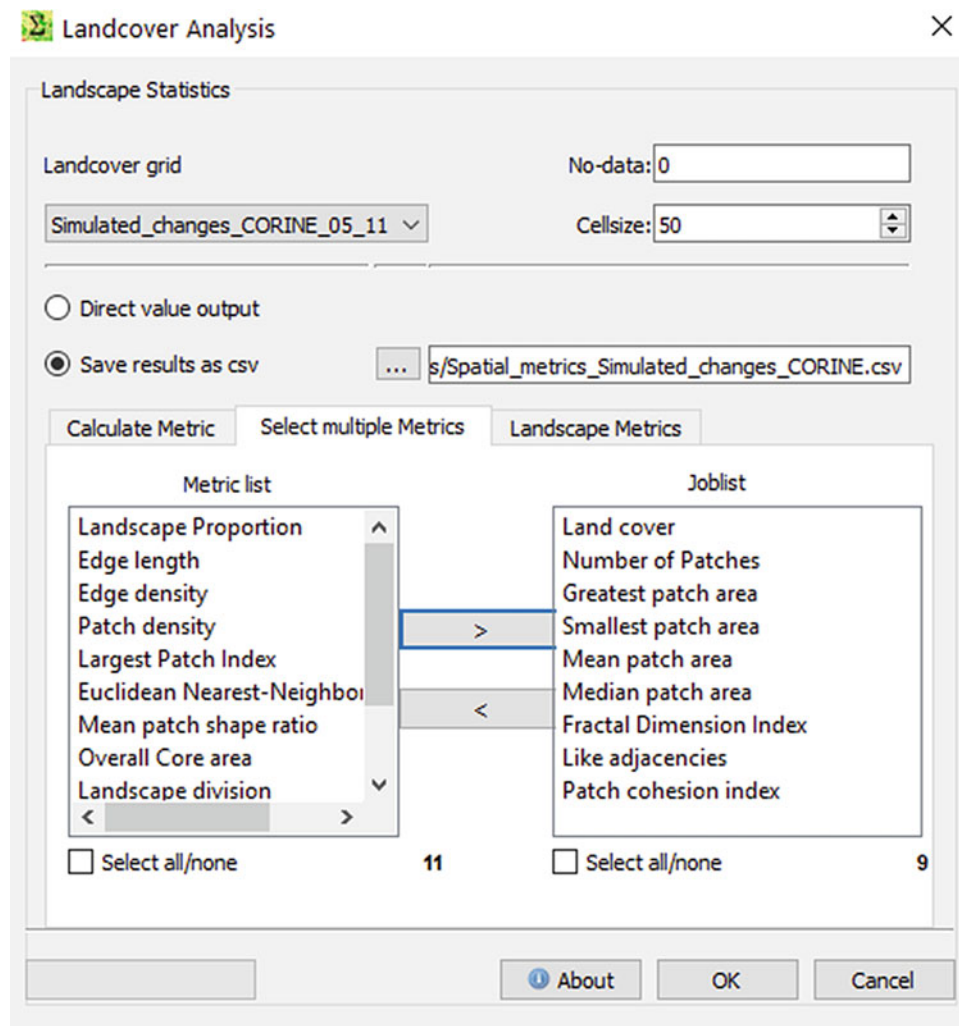 Landcover Analysis
Landscape Statistics
Landcover grid
No-data: 0
Simulated_changes_CORINE_05_11
Cellsize: 50
Direct value output
Save results as csv
... s/Spatial_metrics_Simulated_changes_CORINE.csv
Calculate Metric Select multiple Metrics Landscape Metrics
Metric list
Landscape Proportion
Edge length
Edge density
Patch density
Largest Patch Index
Euclidean Nearest-Neighbor
Mean patch shape ratio
Overall Core area
Landscape division
Select all/none 11
>
<
Joblist
Land cover
Number of Patches
Greatest patch area
Smallest patch area
Mean patch area
Median patch area
Fractal Dimension Index
Like adjacencies
Patch cohesion index
Select all/none 9
About OK Cancel